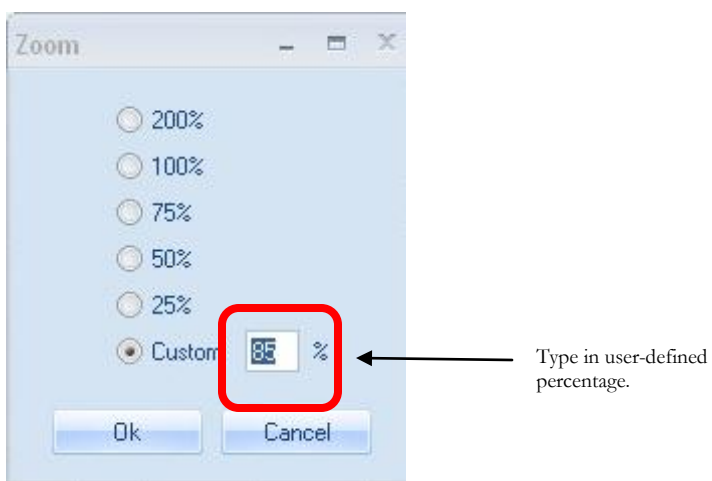 Zoom
200%
100%
75%
50%
25%
Custom 85 %
Type in user-defined
percentage.
Ok Cancel